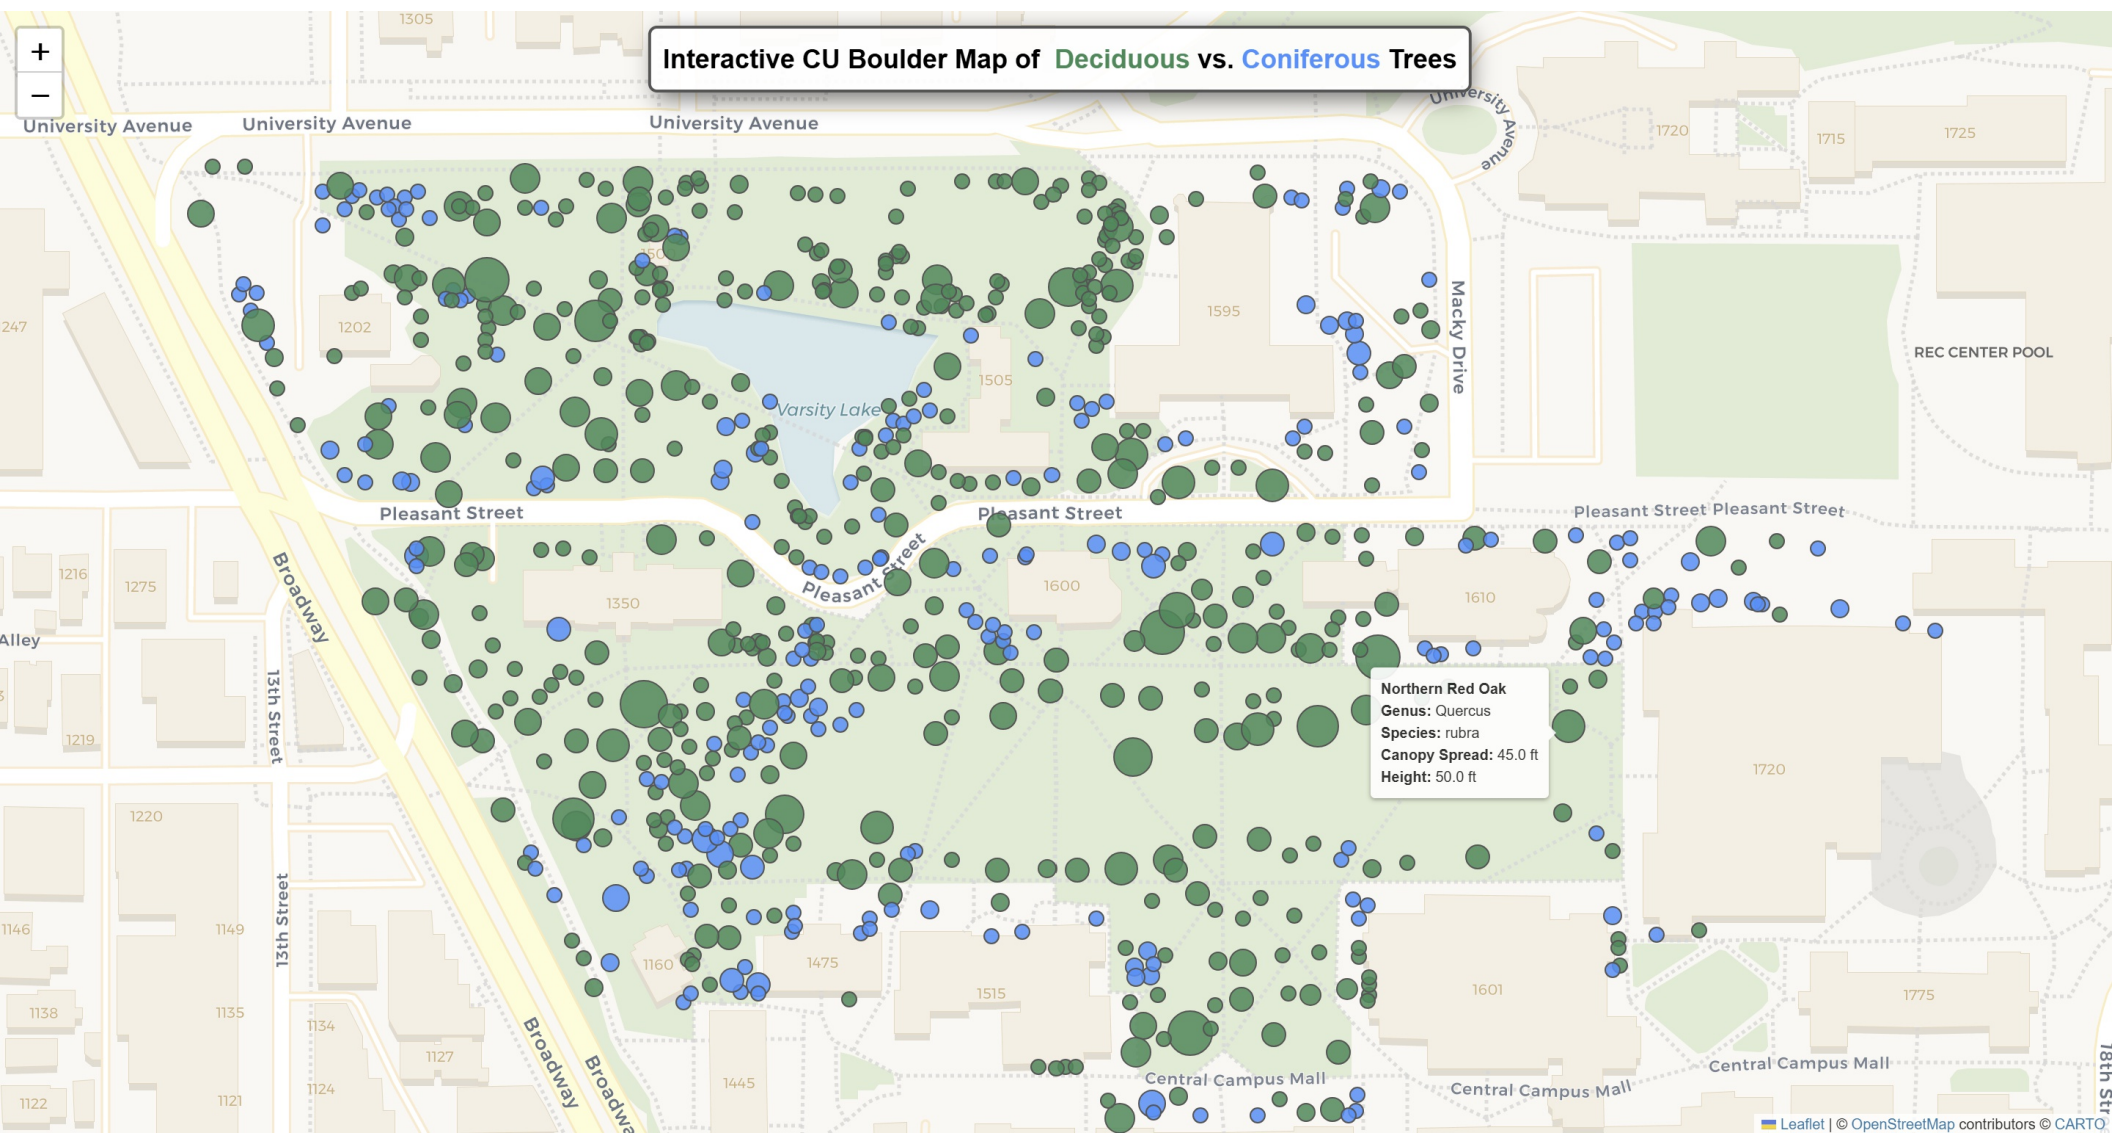 1305
+
−
Interactive CU Boulder Map of Deciduous vs. Coniferous Trees
University Avenue
University Avenue
University Avenue
University Avenue
1720
1715
1725
247
1202
1595
Macky Drive
REC CENTER POOL
1505
Varsity Lake
Pleasant Street
Pleasant Street
Pleasant Street Pleasant Street
Pleasant Street
1216
1275
Broadway
1350
1600
1610
Alley
13th Street
1219
Northern Red Oak
Genus: Quercus
Species: rubra
Canopy Spread: 45.0 ft
Height: 50.0 ft
1720
1220
13th Street
1146
1149
1160
1475
1515
1601
1775
1138
1135
1134
1127
Broadway
Broadwa
1445
1124
1122
1121
Central Campus Mall
Central Campus Mall
Central Campus Mall
18th Str
Leaflet | © OpenStreetMap contributors © CARTO